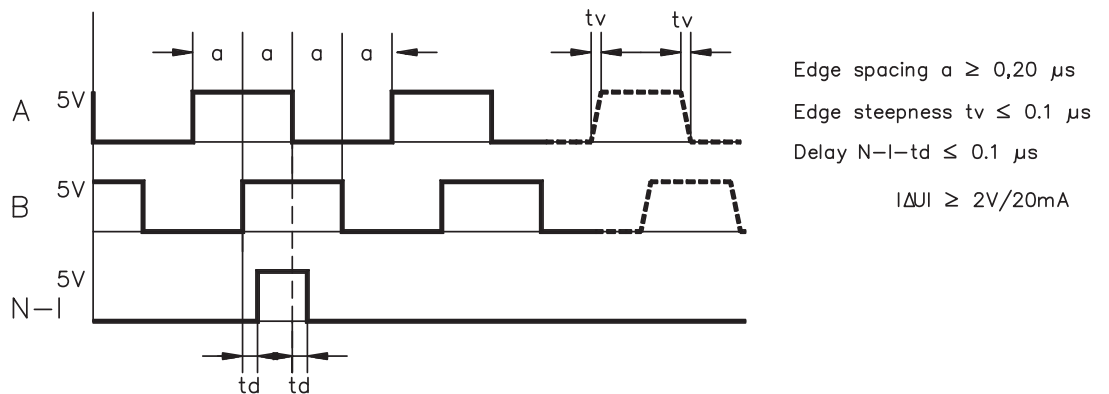 tv tv
a a a a
A 5V
B 5V
N-I 5V
td td
Edge spacing a ≥ 0,20 µs
Edge steepness tv ≤ 0.1 µs
Delay N-I-td ≤ 0.1 µs
|ΔU| ≥ 2V/20mA